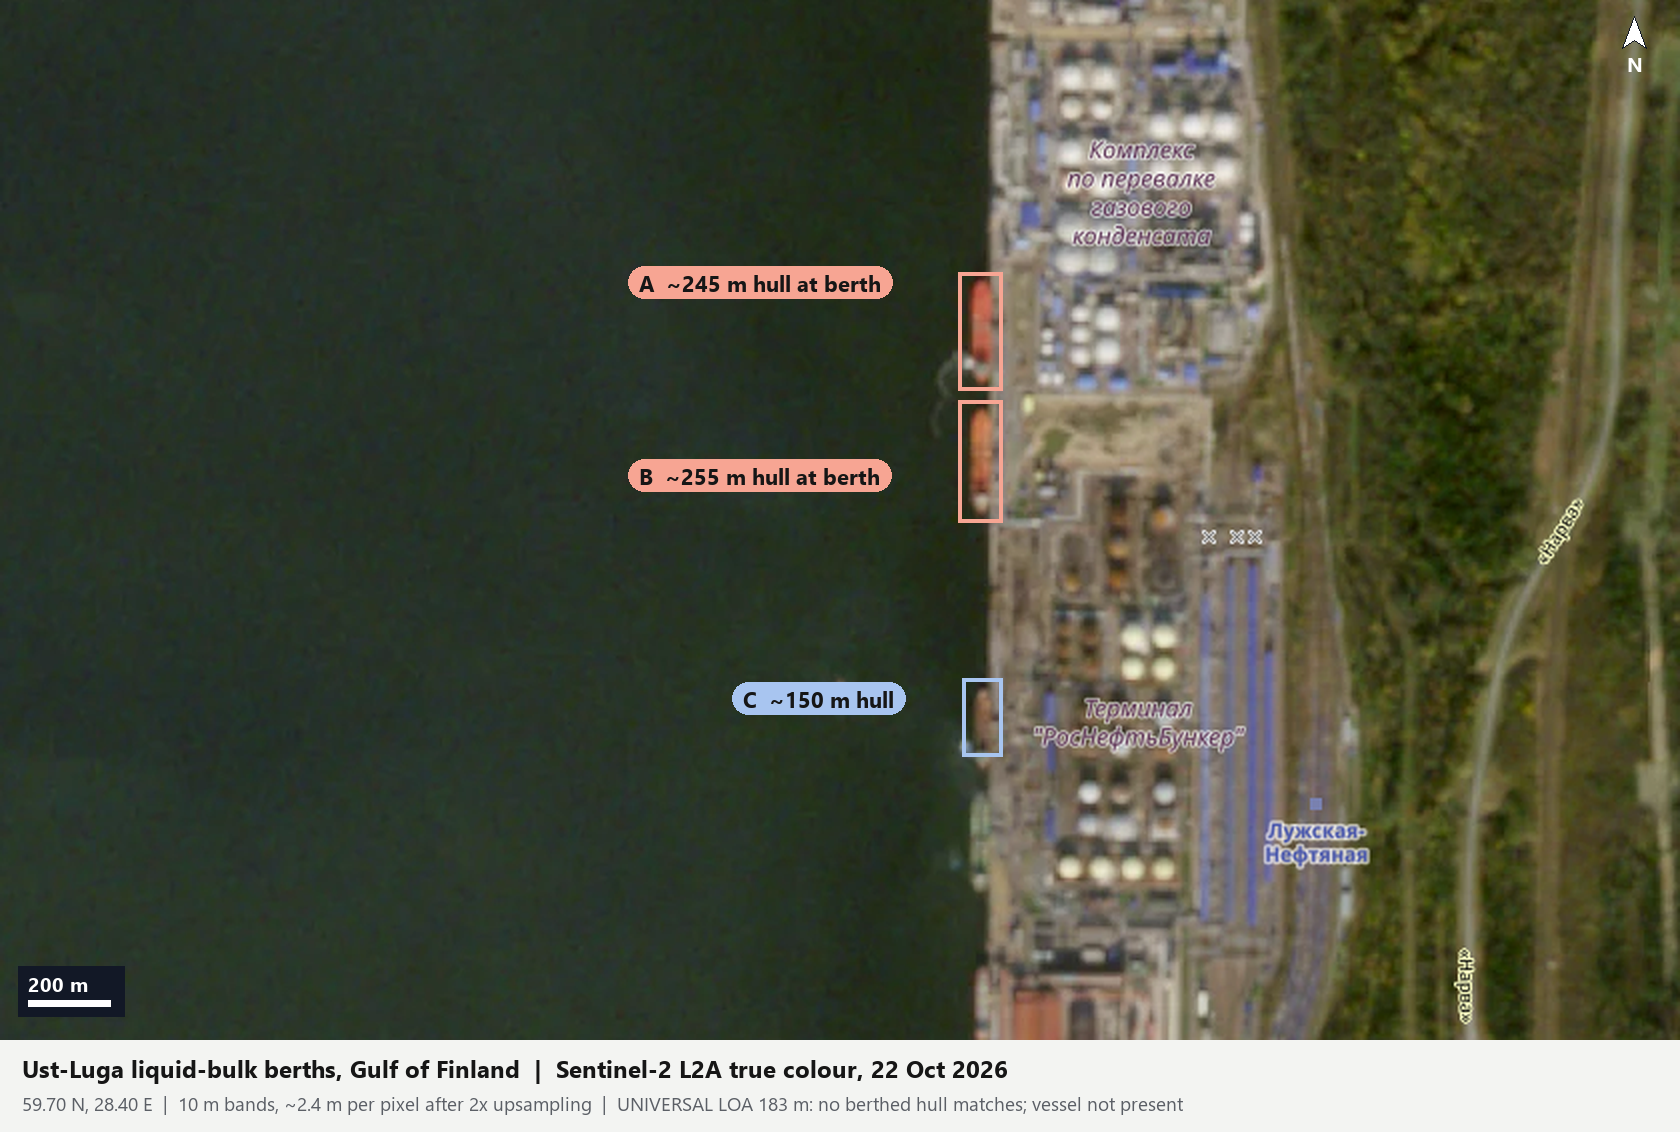 N
Комплекс
по перевалке
газового
конденсата
A ~245 m hull at berth
B ~255 m hull at berth
«Нарва»
C ~150 m hull
Терминал
"РосНефтьБункер"
Лужская-
Нефтяная
«Нарва»
200 m
Ust-Luga liquid-bulk berths, Gulf of Finland | Sentinel-2 L2A true colour, 22 Oct 2026
59.70 N, 28.40 E | 10 m bands, ~2.4 m per pixel after 2x upsampling | UNIVERSAL LOA 183 m: no berthed hull matches; vessel not present